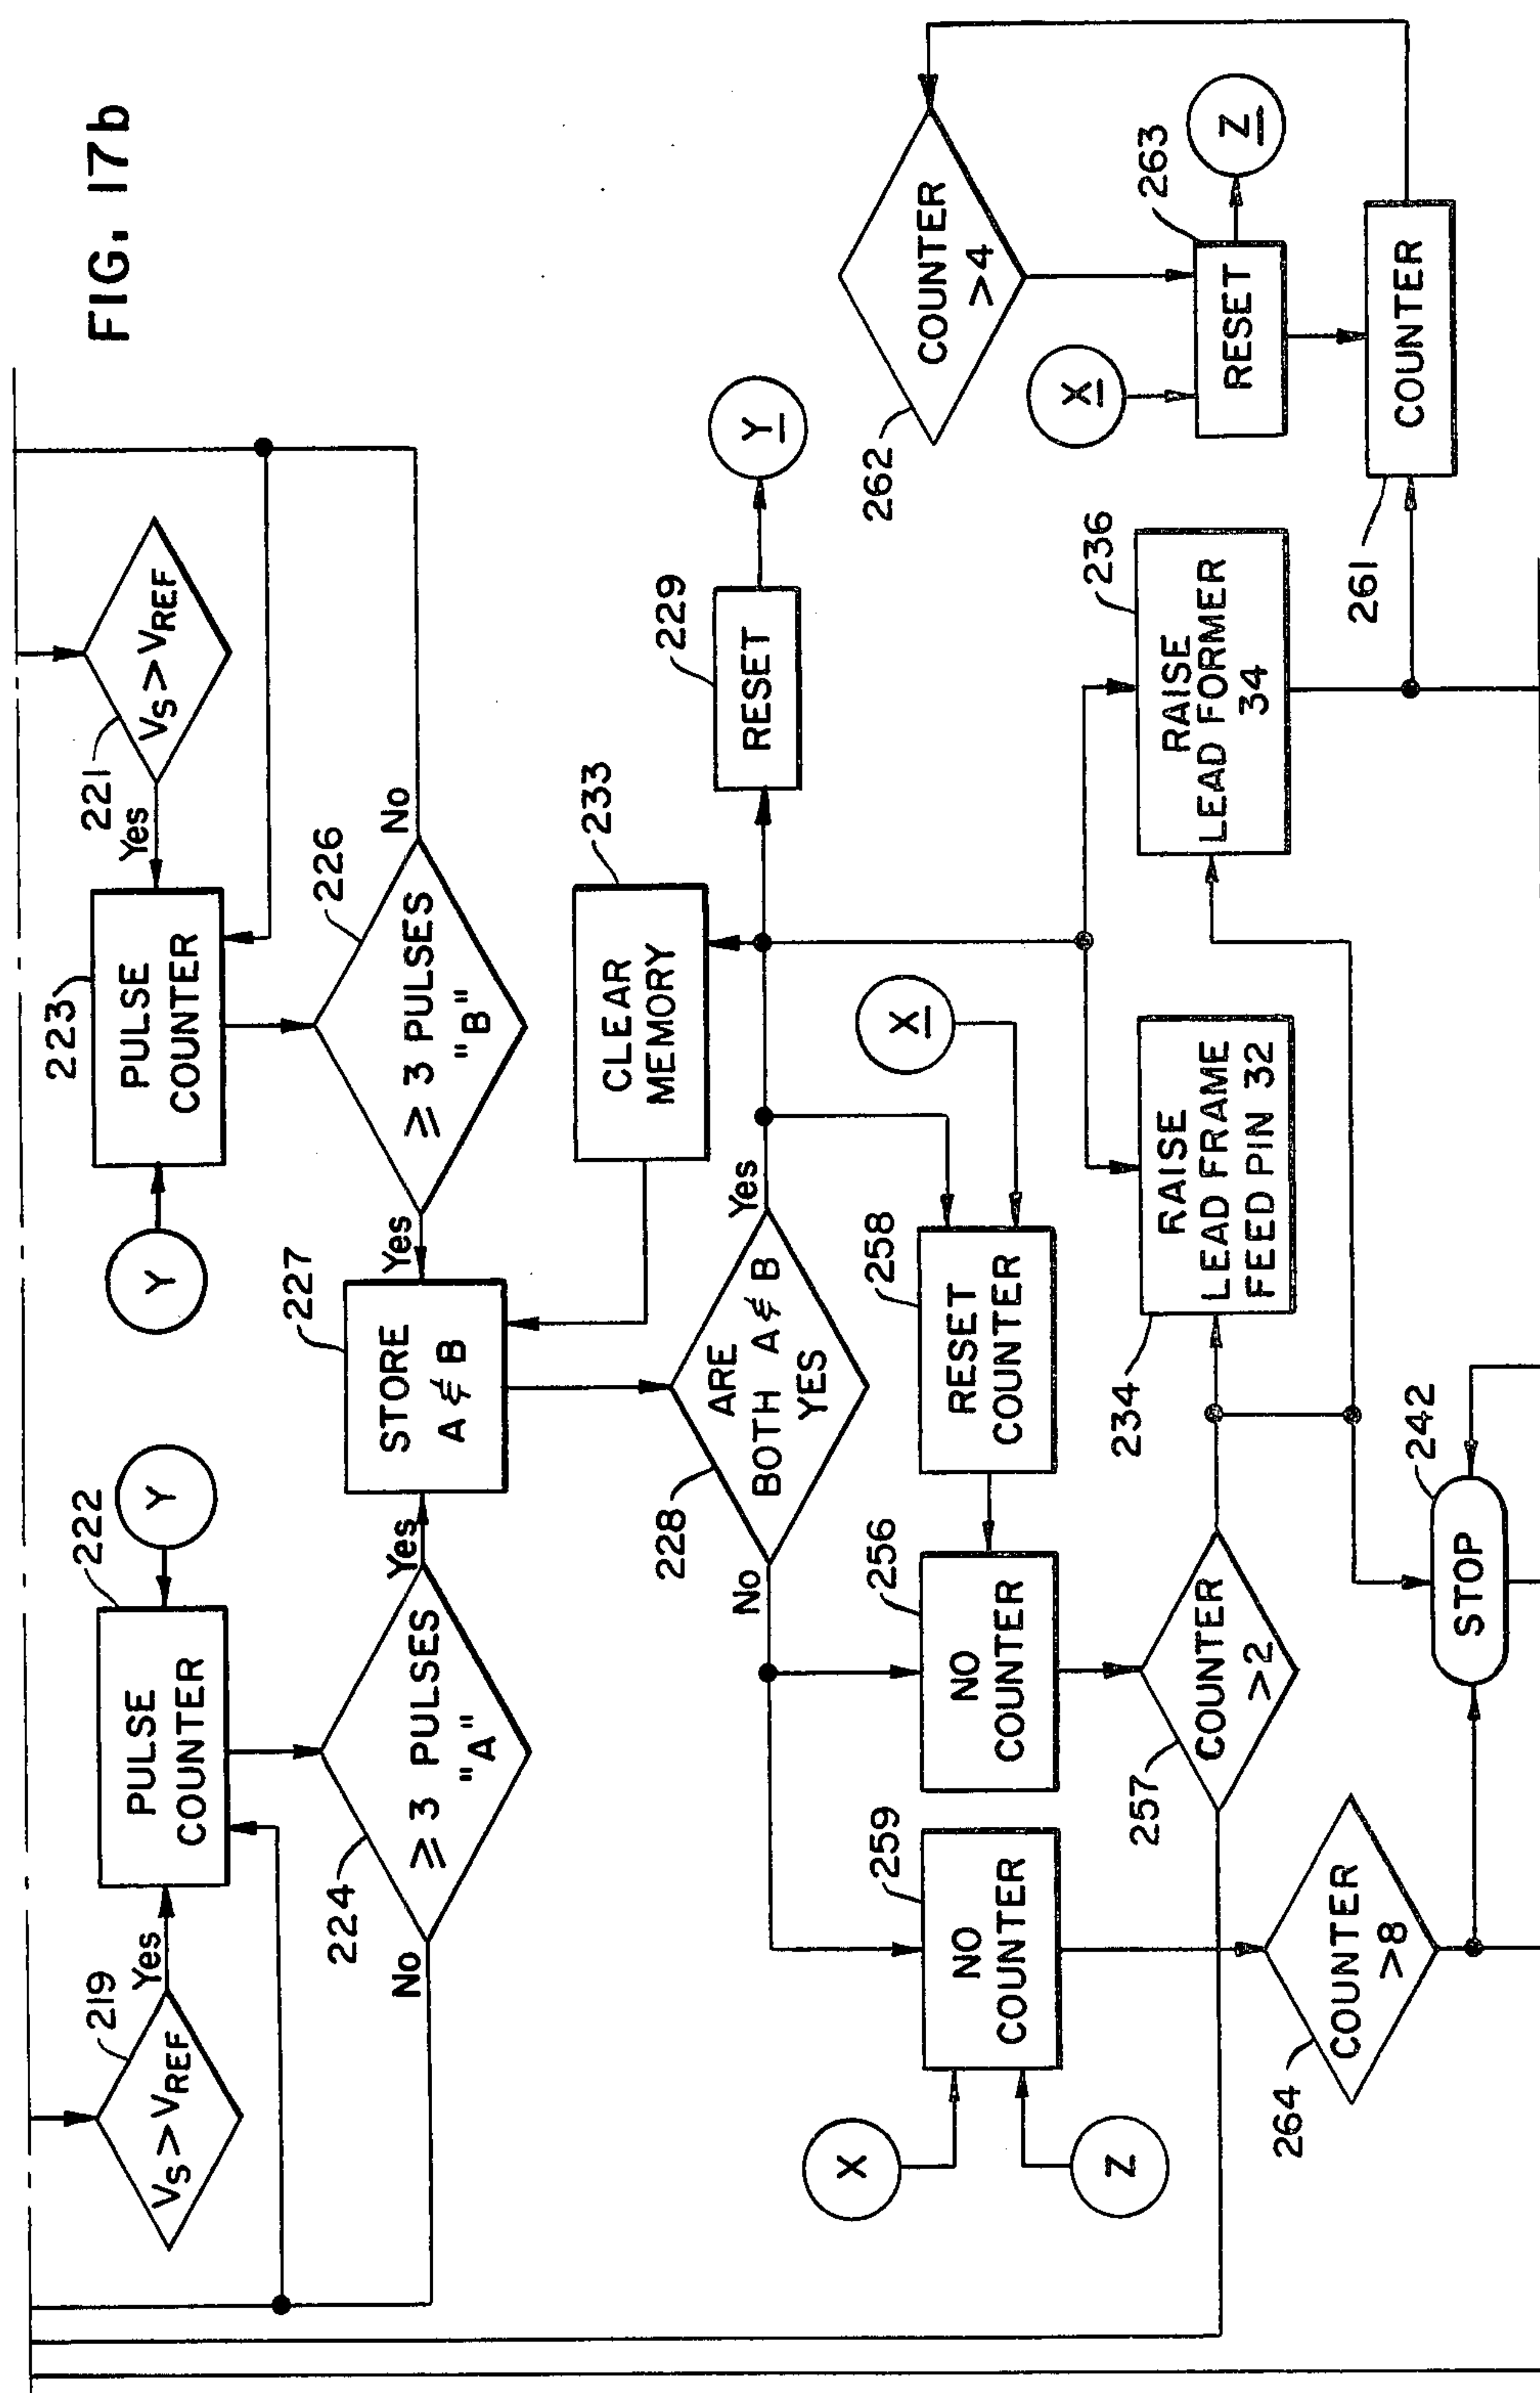 FIG. 17b
219
Vs > VREF
Yes
222
PULSE
COUNTER
Y
Y
223
PULSE
COUNTER
Yes
221
Vs > VREF
224
≥ 3 PULSES
"A"
No
Yes
227
STORE
A & B
Yes
226
≥ 3 PULSES
"B"
No
233
CLEAR
MEMORY
228
ARE
BOTH A & B
YES
No
Yes
229
RESET
Y
X
Z
259
NO
COUNTER
256
NO
COUNTER
258
RESET
COUNTER
X
262
COUNTER
>4
X
263
RESET
Z
264
COUNTER
>8
257
COUNTER
>2
234
RAISE
LEAD FRAME
FEED PIN 32
236
RAISE
LEAD FORMER
34
261
COUNTER
242
STOP